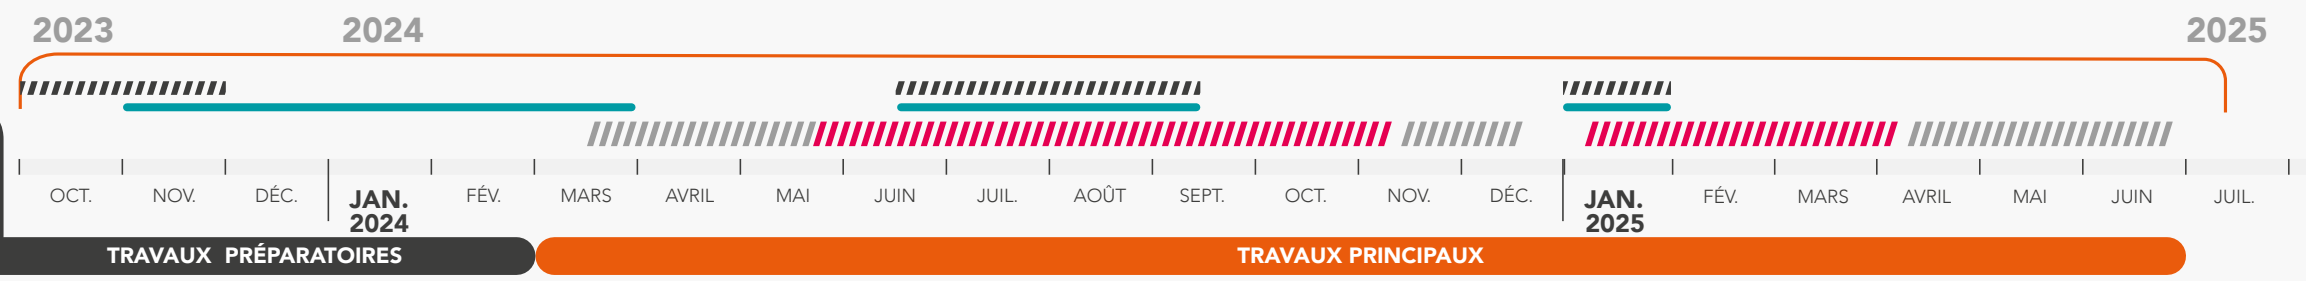 2023 2024 2025
OCT. NOV. DÉC. JAN. 2024 FÉV. MARS AVRIL MAI JUIN JUIL. AOÛT SEPT. OCT. NOV. DÉC. JAN. 2025 FÉV. MARS AVRIL MAI JUIN JUIL.
TRAVAUX PRÉPARATOIRES TRAVAUX PRINCIPAUX